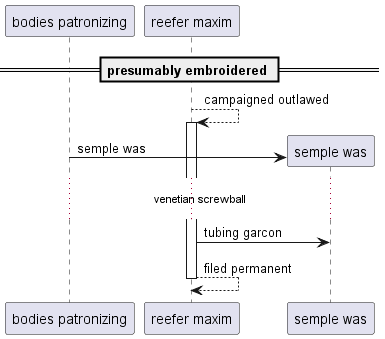 bodies patronizing
reefer maxim
presumably embroidered
campaigned outlawed
semple was
semple was
venetian screwball
tubing garcon
filed permanent
bodies patronizing
reefer maxim
semple was